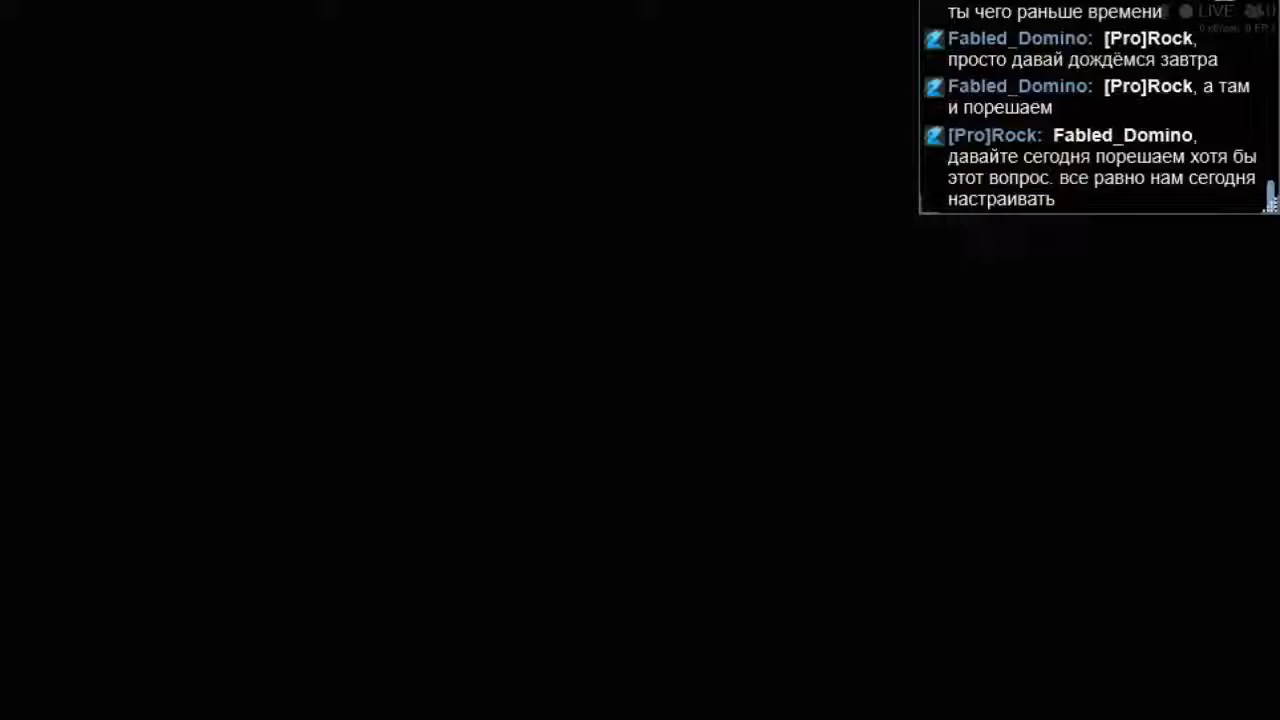 ты чего раньше времени
LIVE
Fabled_Domino: [Pro]Rock,
просто давай дождёмся завтра
Fabled_Domino: [Pro]Rock, а там
и порешаем
[Pro]Rock: Fabled_Domino,
давайте сегодня порешаем хотя бы
этот вопрос. все равно нам сегодня
настраивать